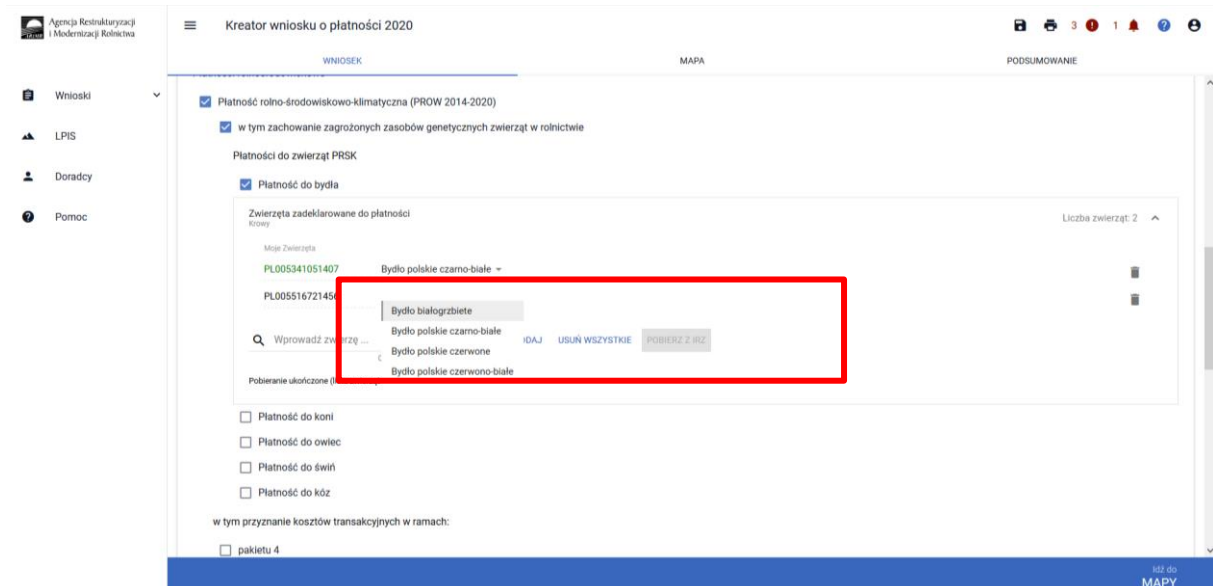 Agencja Restrukturyzacji
i Modernizacji Rolnictwa
Kreator wniosku o płatności 2020
3 1
WNIOSEK MAPA PODSUMOWANIE
Wnioski
LPIS
Doradcy
Pomoc
Płatność rolno-środowiskowo-klimatyczna (PROW 2014-2020)
w tym zachowanie zagrożonych zasobów genetycznych zwierząt w rolnictwie
Płatności do zwierząt PRSK
Płatność do bydła
Zwierzęta zadeklarowane do płatności
Krowy
Liczba zwierząt: 2
Moje Zwierzęta
PL005341051407 Bydło polskie czarno-białe
PL005516721456
Bydło białogrzbiete
Bydło polskie czarno-białe
Bydło polskie czerwone
Bydło polskie czerwono-białe
Wprowadź zwierzę ... USUŃ WSZYSTKIE POBIERZ Z IRZ
Pobieranie ukończone
Płatność do koni
Płatność do owiec
Płatność do świń
Płatność do kóz
w tym przyznanie kosztów transakcyjnych w ramach:
pakietu 4
Idź do
MAPY